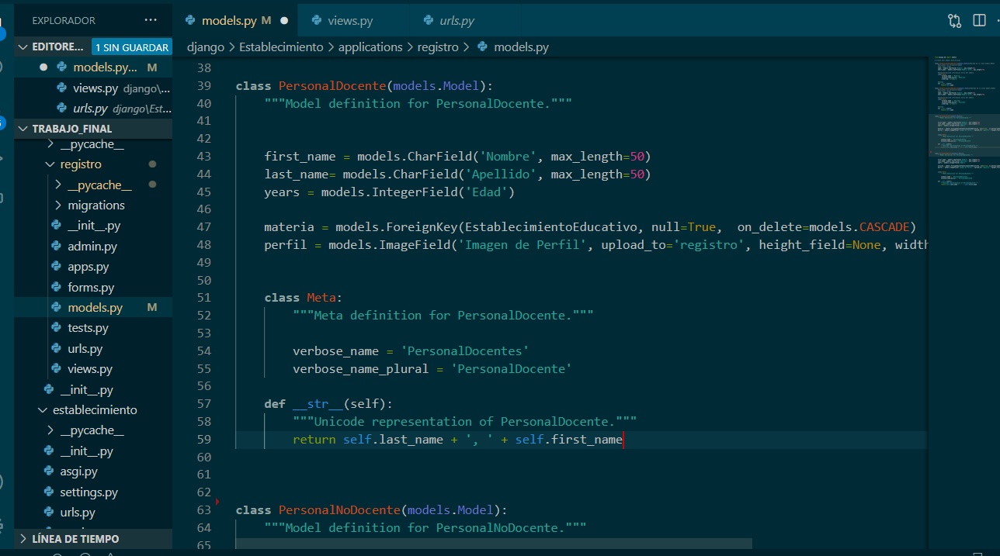 EXPLORADOR
EDITORE... 1 SIN GUARDAR
models.py... M
views.py django\...
urls.py django\Est...
TRABAJO_FINAL
__pycache__
registro
__pycache__
migrations
__init__.py
admin.py
apps.py
forms.py
models.py M
tests.py
urls.py
views.py
__init__.py
establecimiento
__pycache__
__init__.py
asgi.py
settings.py
urls.py
LÍNEA DE TIEMPO
models.py M views.py urls.py
django > Establecimiento > applications > registro > models.py
38
39 class PersonalDocente(models.Model):
40 """Model definition for PersonalDocente."""
41
42
43 first_name = models.CharField('Nombre', max_length=50)
44 last_name= models.CharField('Apellido', max_length=50)
45 years = models.IntegerField('Edad')
46
47 materia = models.ForeignKey(EstablecimientoEducativo, null=True,  on_delete=models.CASCADE)
48 perfil = models.ImageField('Imagen de Perfil', upload_to='registro', height_field=None, width
49
50
51 class Meta:
52 """Meta definition for PersonalDocente."""
53
54 verbose_name = 'PersonalDocentes'
55 verbose_name_plural = 'PersonalDocente'
56
57 def __str__(self):
58 """Unicode representation of PersonalDocente."""
59 return self.last_name + ', ' + self.first_name
60
61
62
63 class PersonalNoDocente(models.Model):
64 """Model definition for PersonalNoDocente."""
65